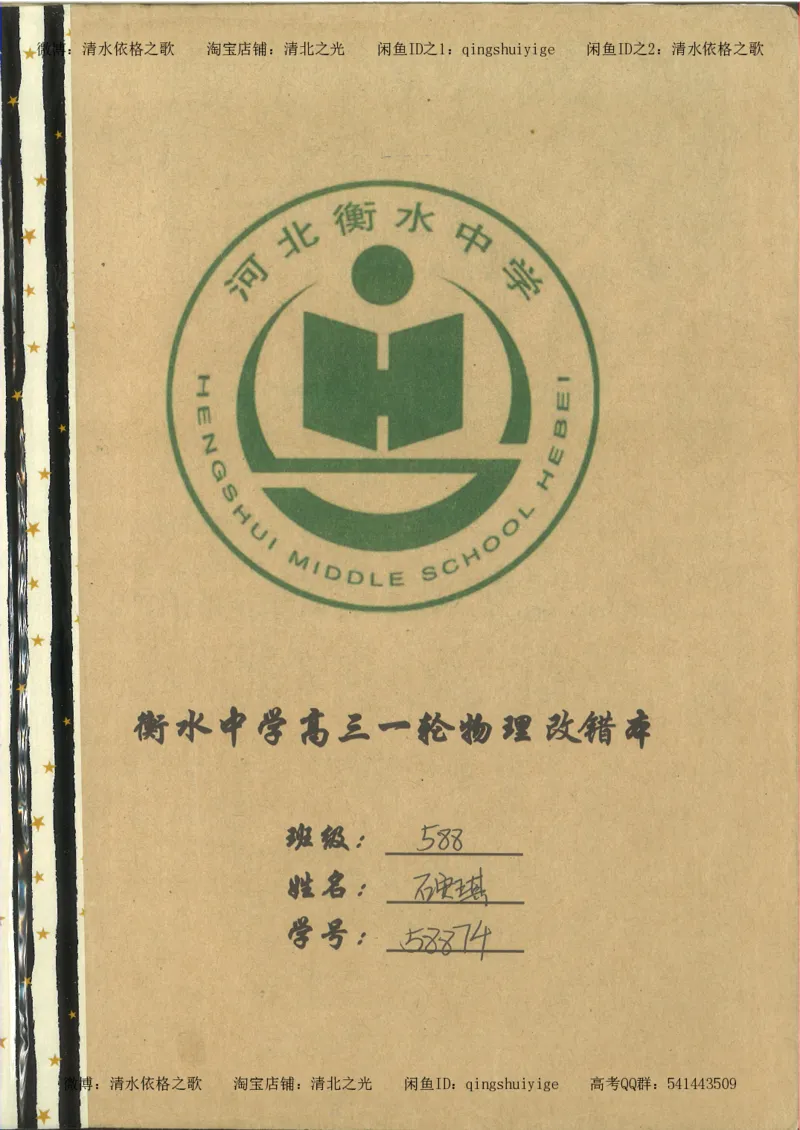 微博：清水依格之歌 淘宝店铺：清北之光 闲鱼ID之1：qingshuiyige 闲鱼ID之2：清水依格之歌
河北衡水中学
HENGSHUI MIDDLE SCHOOL HEBEI
衡水中学高三一轮物理改错本
班级：588
姓名：石奥琪
学号：58874
微博：清水依格之歌 淘宝店铺：清北之光 闲鱼ID：qingshuiyige 高考QQ群：541443509